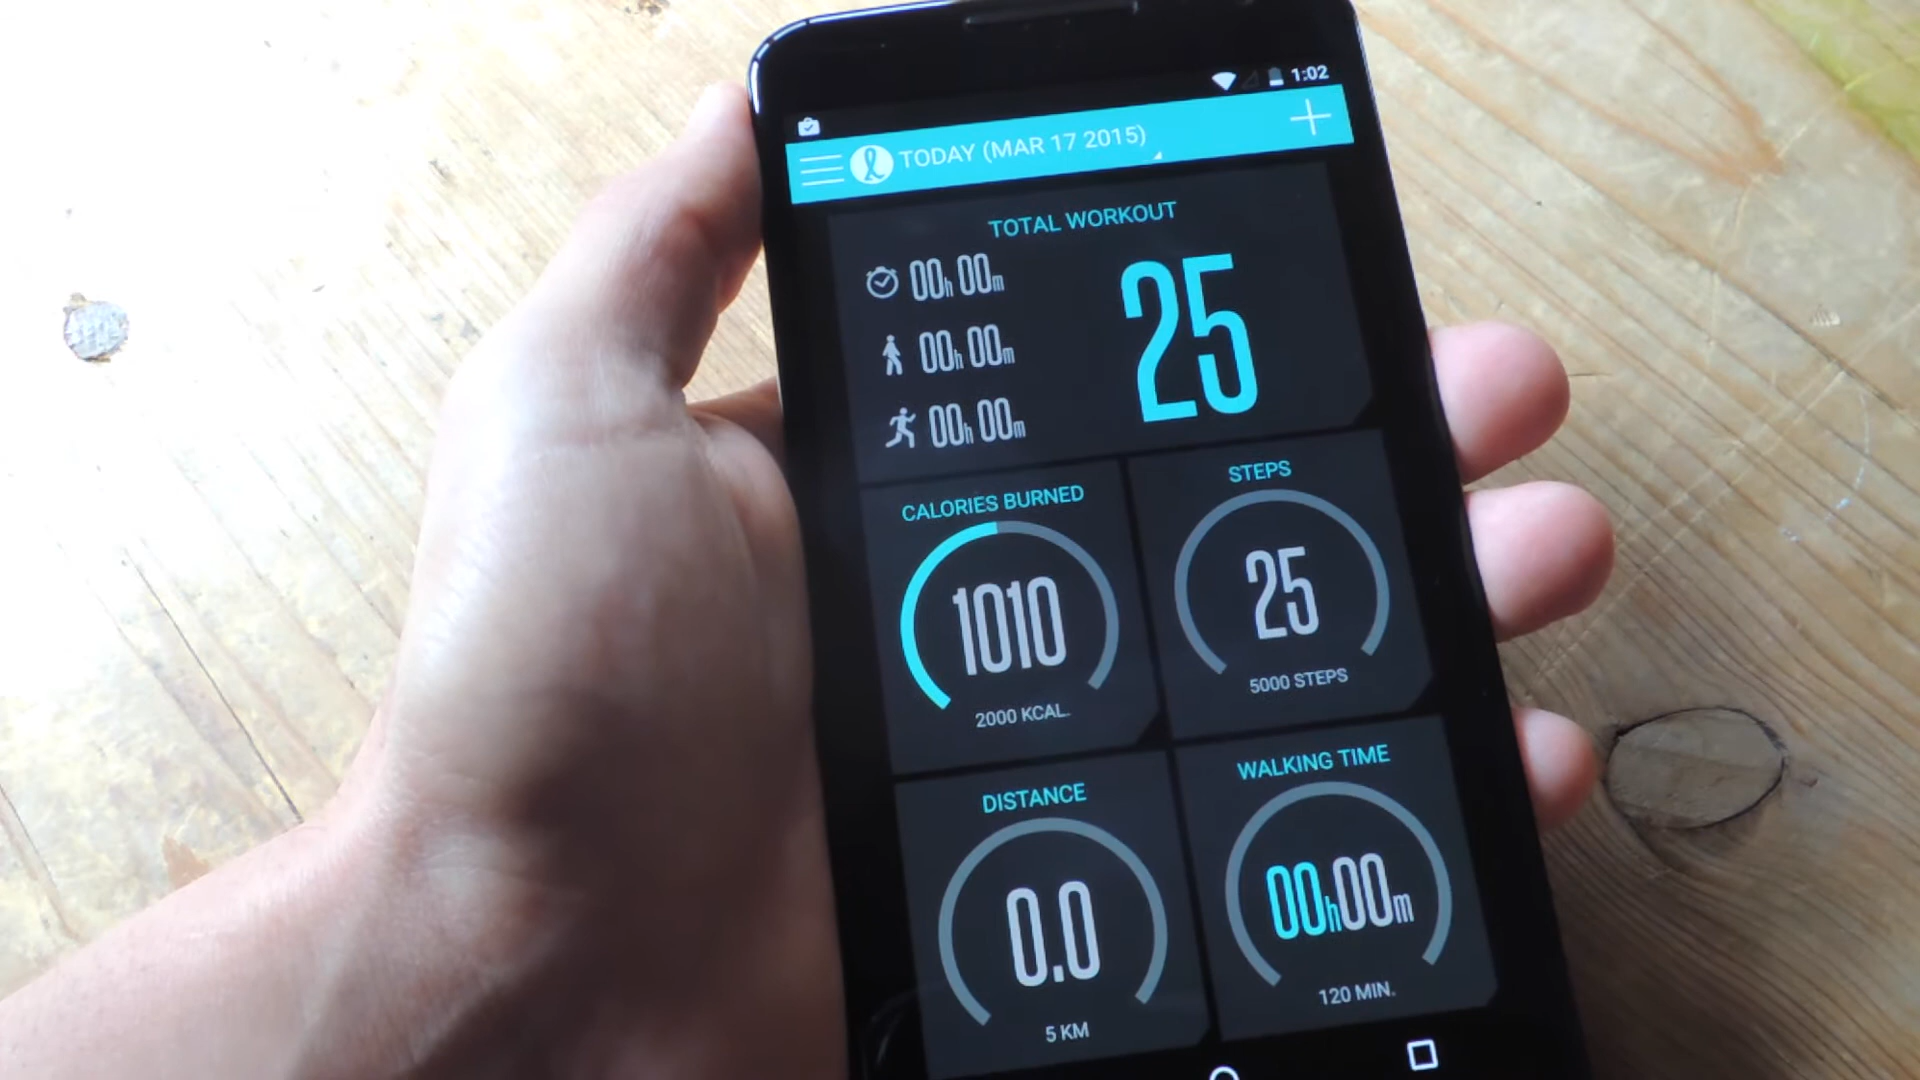 1:02
TODAY (MAR 17 2015)
TOTAL WORKOUT
00h 00m
00h 00m
00h 00m
25
CALORIES BURNED
1010
2000 KCAL.
STEPS
25
5000 STEPS
DISTANCE
0.0
5 KM
WALKING TIME
00h00m
120 MIN.